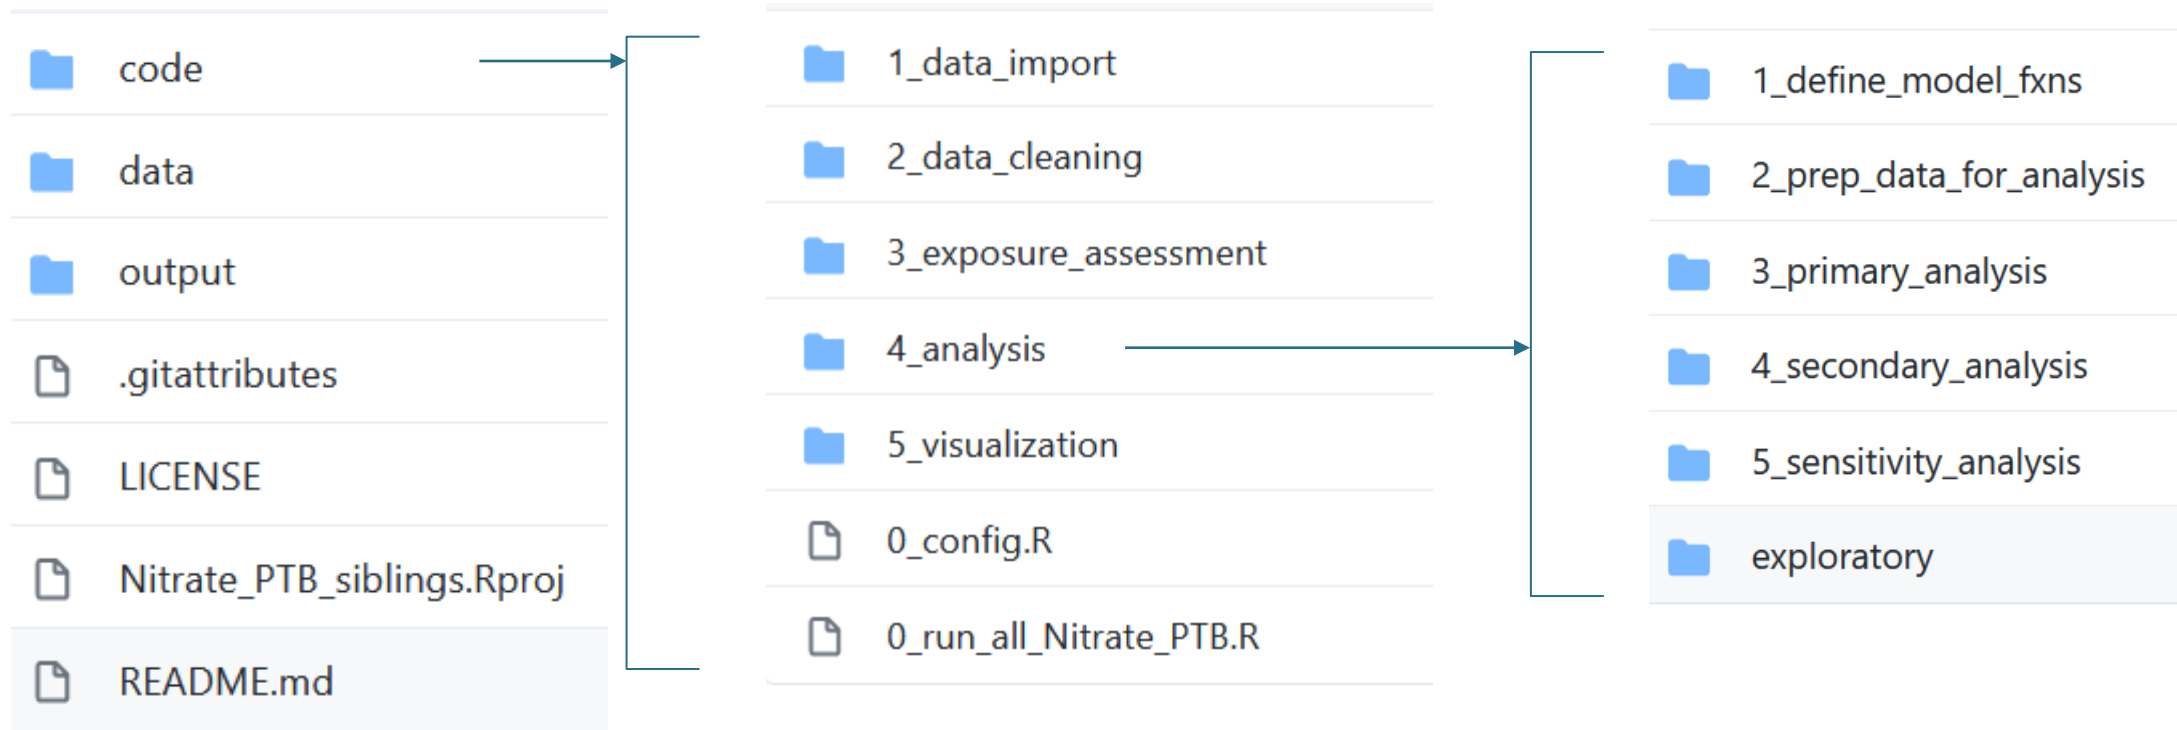 code
data
output
.gitattributes
LICENSE
Nitrate_PTB_siblings.Rproj
README.md
1_data_import
2_data_cleaning
3_exposure_assessment
4_analysis
5_visualization
0_config.R
0_run_all_Nitrate_PTB.R
1_define_model_fxns
2_prep_data_for_analysis
3_primary_analysis
4_secondary_analysis
5_sensitivity_analysis
exploratory